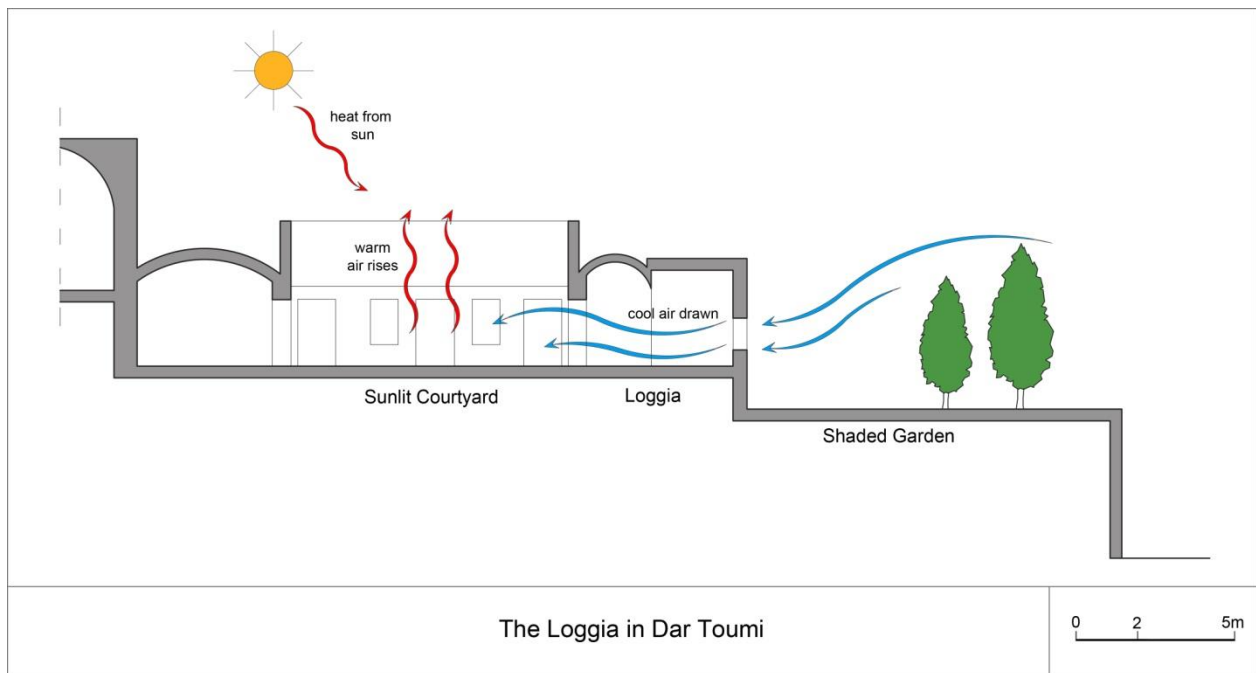 heat from
sun
warm
air rises
cool air drawn
Sunlit Courtyard
Loggia
Shaded Garden
The Loggia in Dar Toumi
0 2 5m